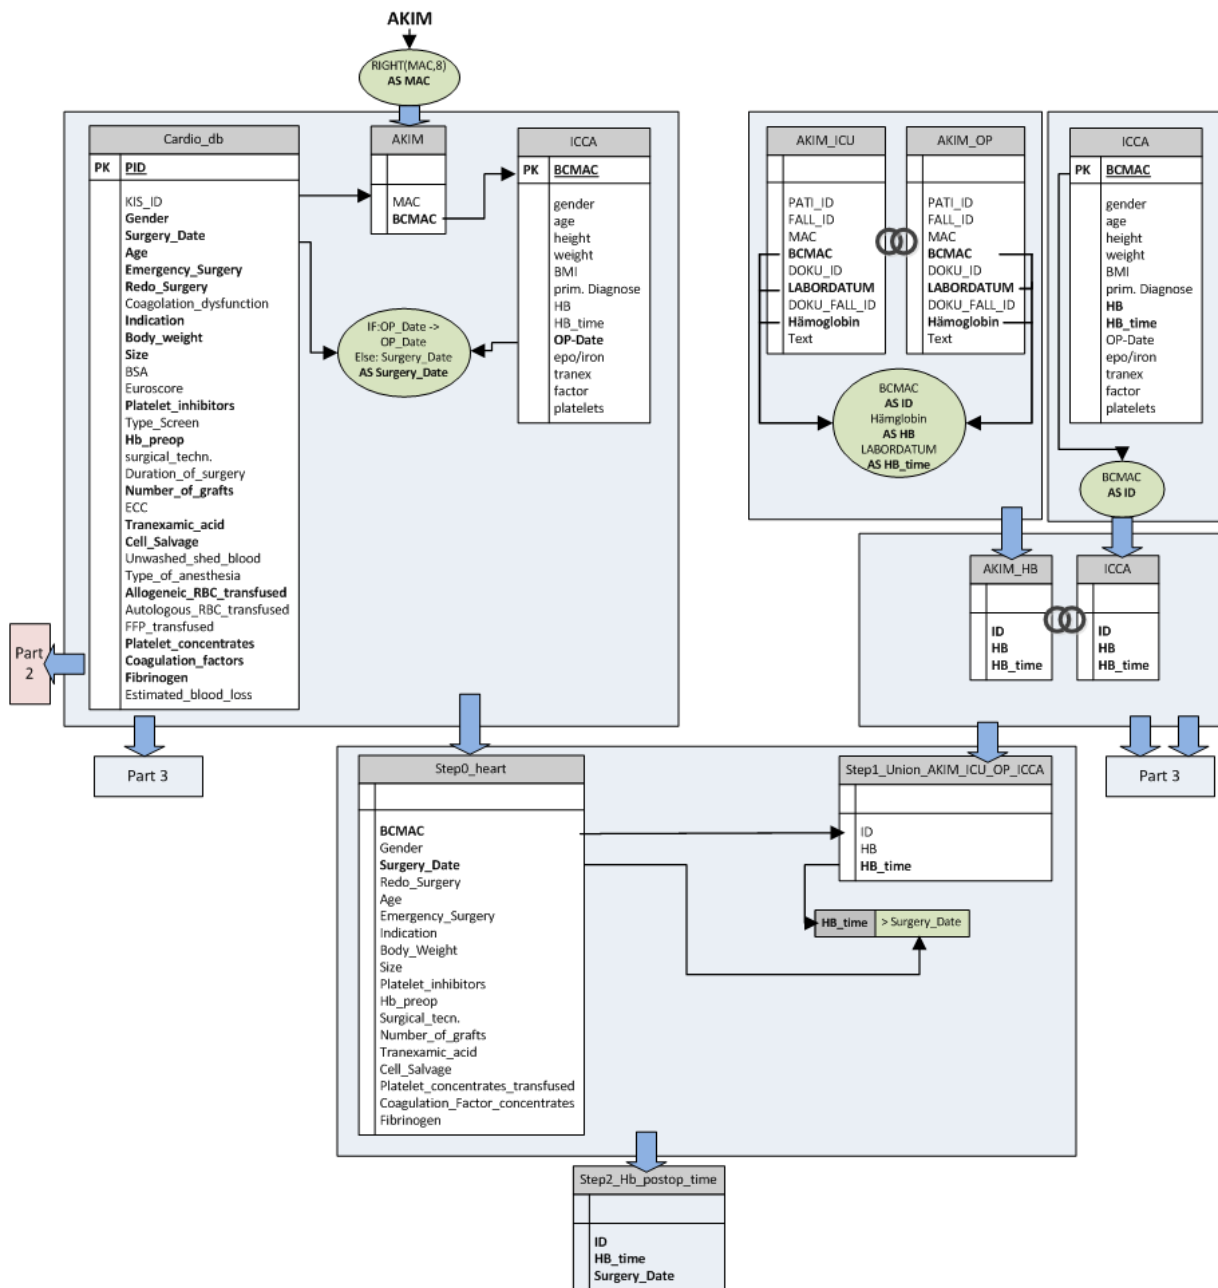 AKIM
RIGHT(MAC,8)
AS MAC
Cardio_db
PK PID
KIS_ID
Gender
Surgery_Date
Age
Emergency_Surgery
Redo_Surgery
Coagolation_dysfunction
Indication
Body_weight
Size
BSA
Euroscore
Platelet_inhibitors
Type_Screen
Hb_preop
surgical_techn.
Duration_of_surgery
Number_of_grafts
ECC
Tranexamic_acid
Cell_Salvage
Unwashed_shed_blood
Type_of_anesthesia
Allogeneic_RBC_transfused
Autologous_RBC_transfused
FFP_transfused
Platelet_concentrates
Coagulation_factors
Fibrinogen
Estimated_blood_loss
AKIM
MAC
BCMAC
ICCA
PK BCMAC
gender
age
height
weight
BMI
prim. Diagnose
HB
HB_time
OP-Date
epo/iron
tranex
factor
platelets
IF:OP_Date ->
OP_Date
Else: Surgery_Date
AS Surgery_Date
AKIM_ICU
PATI_ID
FALL_ID
MAC
BCMAC
DOKU_ID
LABORDATUM
DOKU_FALL_ID
Hämoglobin
Text
AKIM_OP
PATI_ID
FALL_ID
MAC
BCMAC
DOKU_ID
LABORDATUM
DOKU_FALL_ID
Hämoglobin
Text
BCMAC
AS ID
Hämglobin
AS HB
LABORDATUM
AS HB_time
ICCA
PK BCMAC
gender
age
height
weight
BMI
prim. Diagnose
HB
HB_time
OP-Date
epo/iron
tranex
factor
platelets
BCMAC
AS ID
AKIM_HB
ID
HB
HB_time
ICCA
ID
HB
HB_time
Part
2
Part 3
Part 3
Step0_heart
BCMAC
Gender
Surgery_Date
Redo_Surgery
Age
Emergency_Surgery
Indication
Body_Weight
Size
Platelet_inhibitors
Hb_preop
Surgical_tecn.
Number_of_grafts
Tranexamic_acid
Cell_Salvage
Platelet_concentrates_transfused
Coagulation_Factor_concentrates
Fibrinogen
Step1_Union_AKIM_ICU_OP_ICCA
ID
HB
HB_time
HB_time > Surgery_Date
Step2_Hb_postop_time
ID
HB_time
Surgery_Date